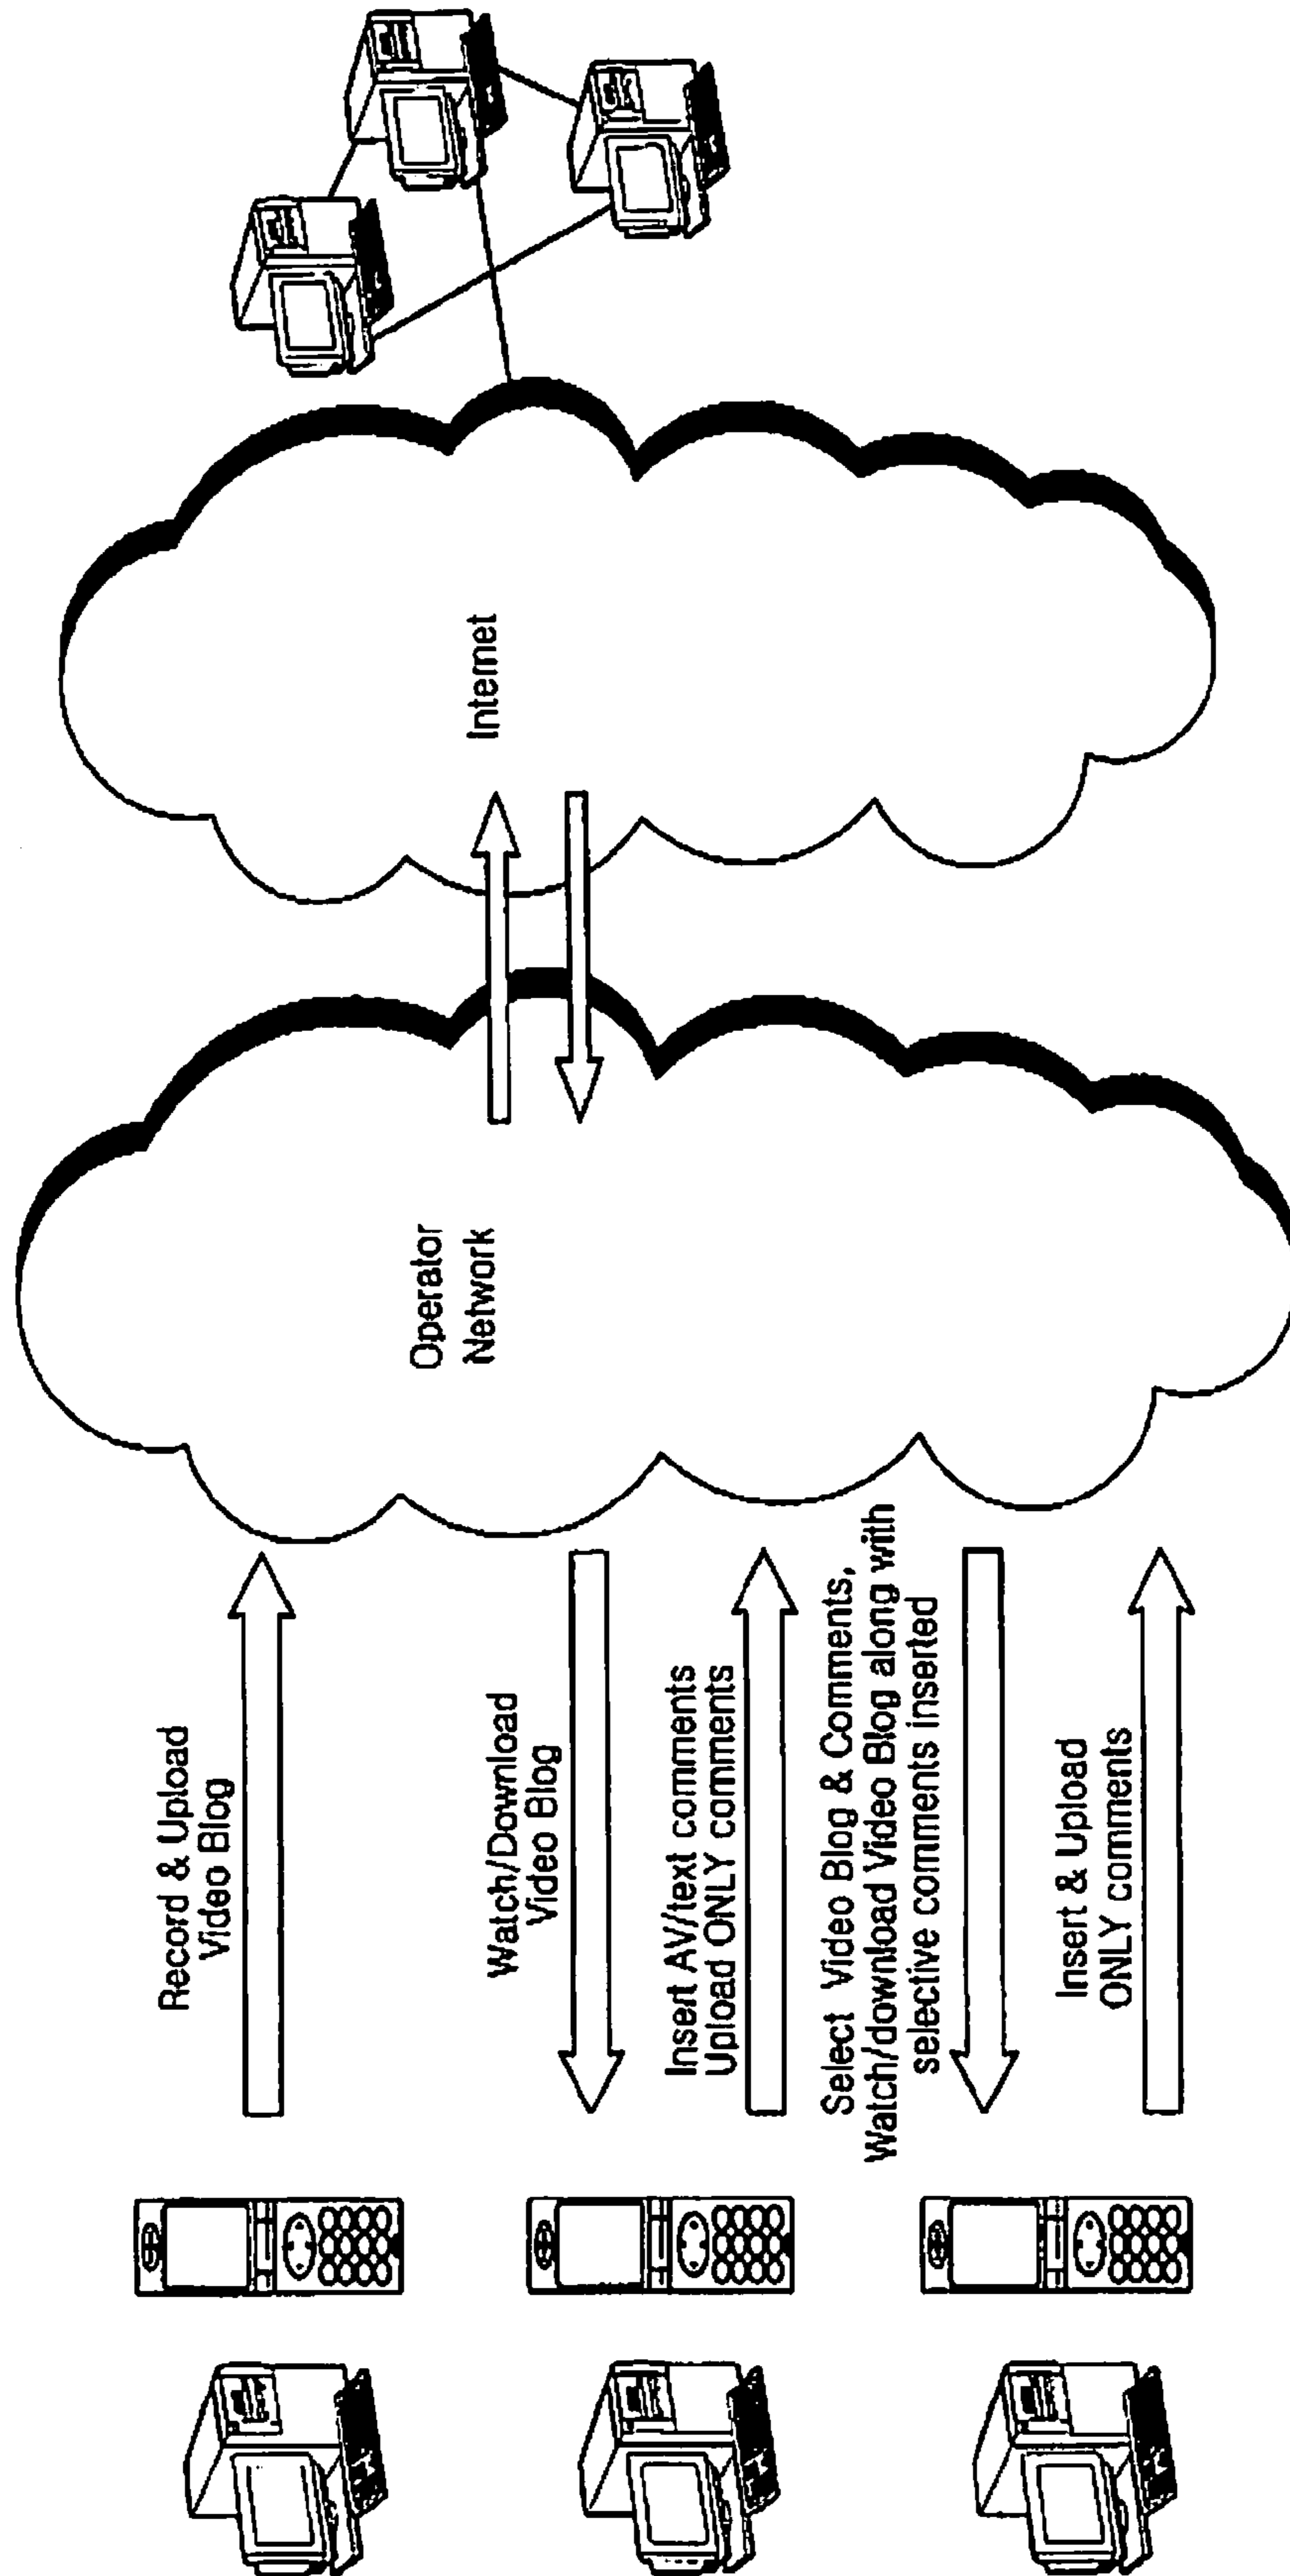 Record & Upload
Video Blog
Watch/Download
Video Blog
Insert AV/text comments
Upload ONLY comments
Select Video Blog & Comments,
Watch/download Video Blog along with
selective comments inserted
Insert & Upload
ONLY comments
Operator
Network
Internet